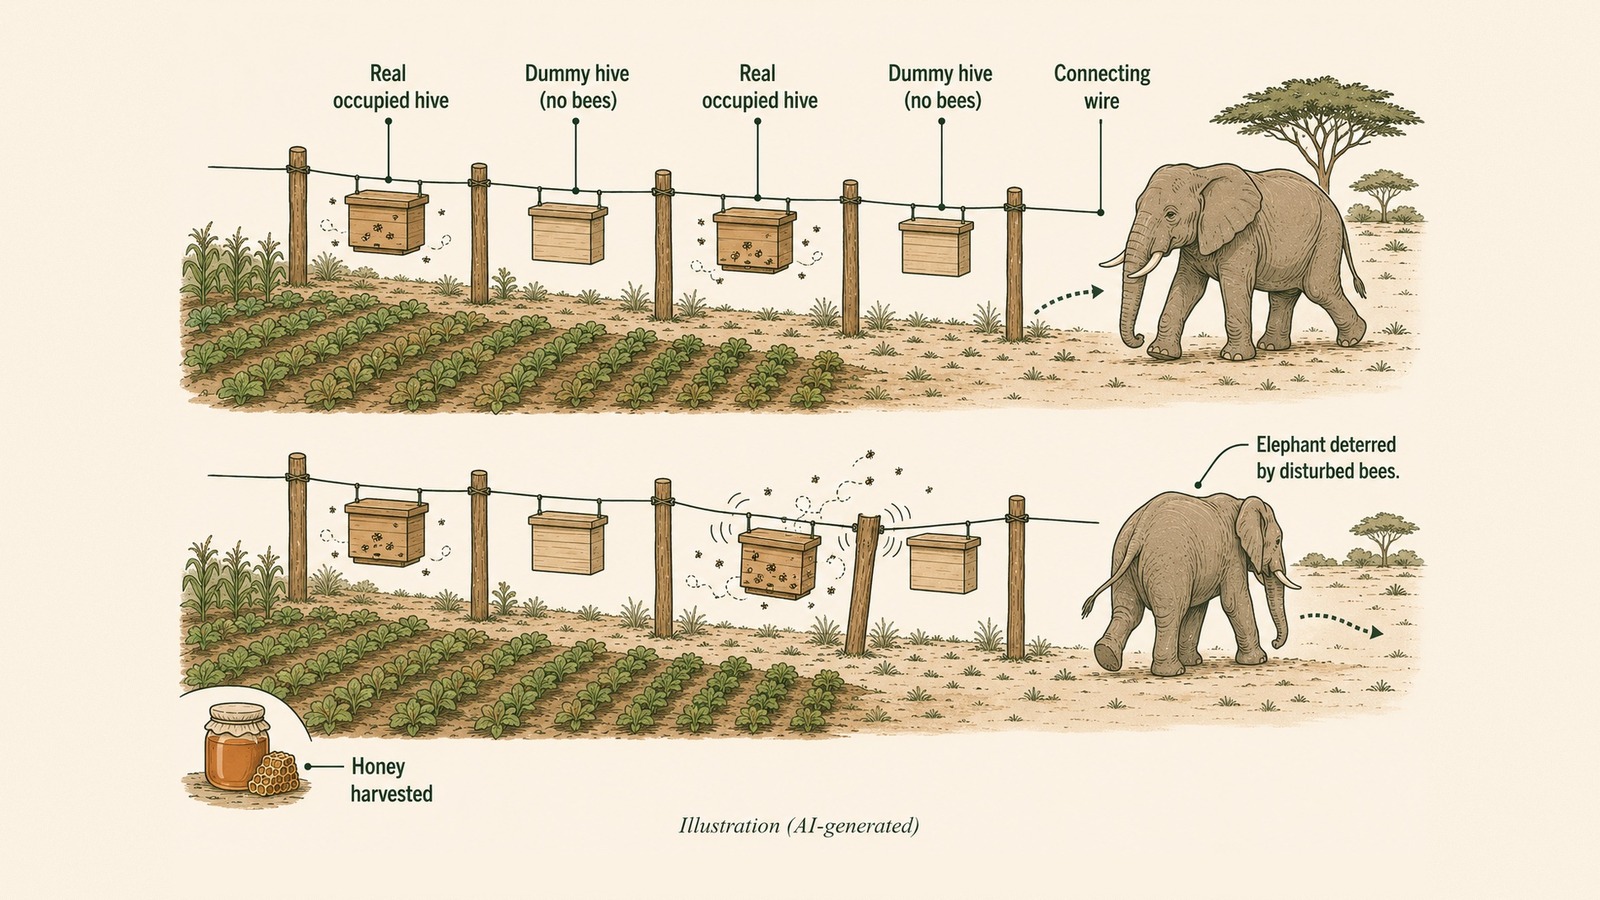 Real
occupied hive
Dummy hive
(no bees)
Real
occupied hive
Dummy hive
(no bees)
Connecting
wire
Elephant deterred
by disturbed bees.
Honey
harvested
Illustration (AI-generated)